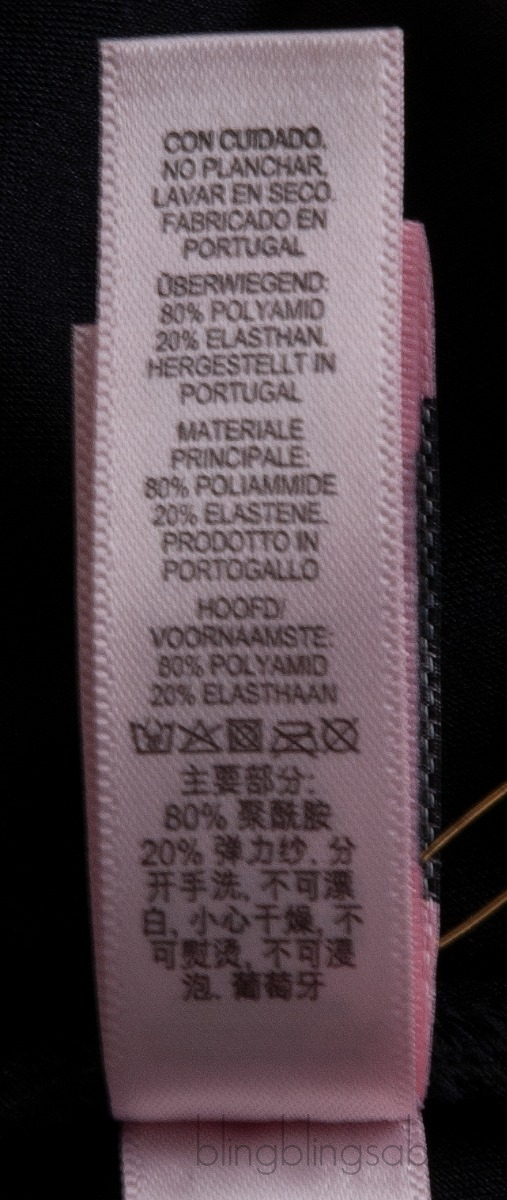 CON CUIDADO.
NO PLANCHAR,
LAVAR EN SECO.
FABRICADO EN
PORTUGAL
ÜBERWIEGEND:
80% POLYAMID
20% ELASTHAN.
HERGESTELLT IN
PORTUGAL
MATERIALE
PRINCIPALE:
80% POLIAMMIDE
20% ELASTENE.
PRODOTTO IN
PORTOGALLO
HOOFD/
VOORNAAMSTE:
80% POLYAMID
20% ELASTHAAN
主要部分:
80% 聚酰胺
20% 弹力纱. 分
开手洗, 不可漂
白, 小心干燥, 不
可熨烫, 不可浸
泡. 葡萄牙
blingblingsab